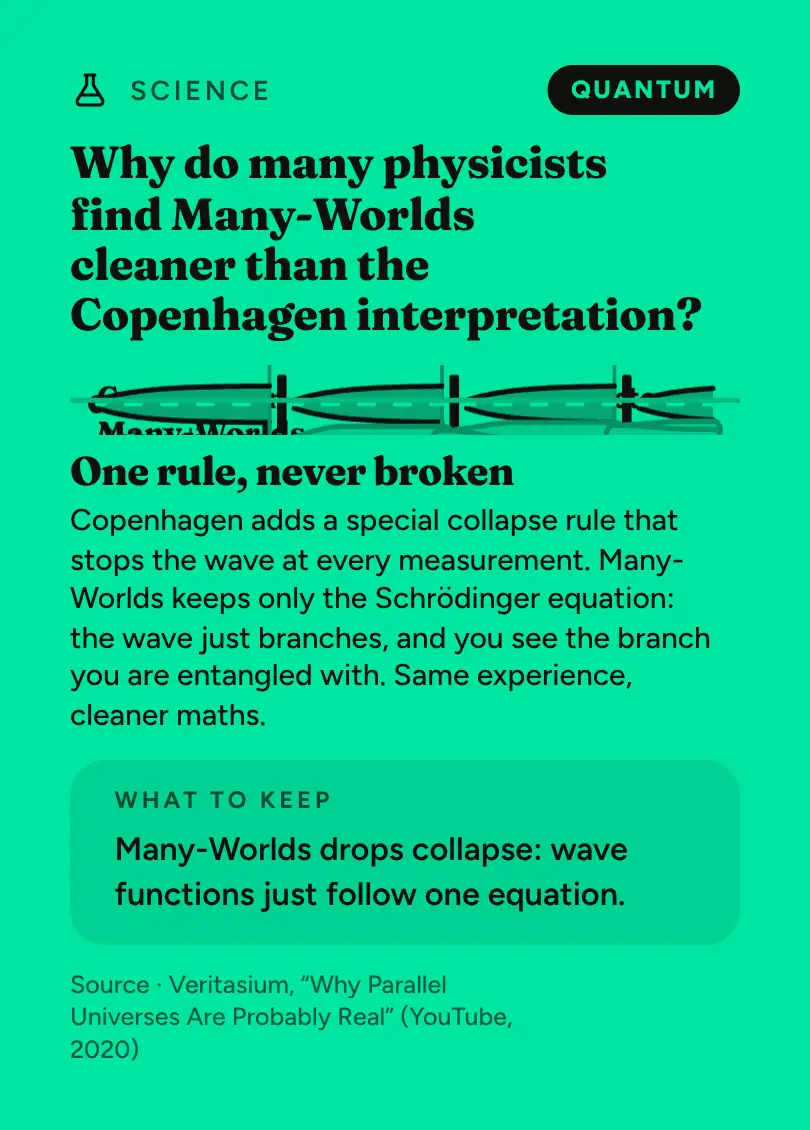 SCIENCE
QUANTUM
Why do many physicists
find Many-Worlds
cleaner than the
Copenhagen interpretation?
Many-Worlds
One rule, never broken
Copenhagen adds a special collapse rule that
stops the wave at every measurement. Many-
Worlds keeps only the Schrödinger equation:
the wave just branches, and you see the branch
you are entangled with. Same experience,
cleaner maths.
WHAT TO KEEP
Many-Worlds drops collapse: wave
functions just follow one equation.
Source · Veritasium, “Why Parallel
Universes Are Probably Real” (YouTube,
2020)